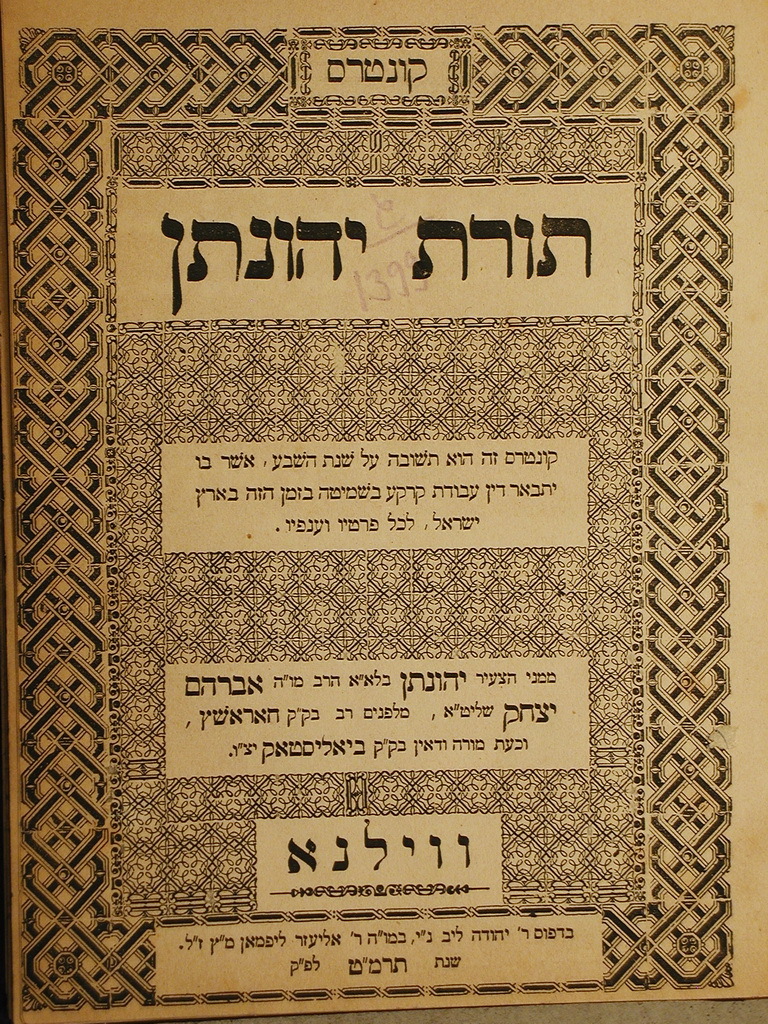 קונטרס
תורת יהונתן
ס
1399
קונטרס זה הוא תשובה על שנת השבע, אשר בו
יתבאר דין עבודת קרקע בשמיטה בזמן הזה בארץ
ישראל, לכל פרטיו וענפיו.
ממני הצעיר יהונתן בלא״א הרב מו״ה אברהם
יצחק שליט״א, מלפנים רב בק״ק חאראשץ,
וכעת מורה ודאין בק״ק ביאליסטאק יצ״ו.
ווילנא
בדפוס ר׳ יהודה ליב נ״י, במו״ה ר׳ אליעזר ליפמאן מ״ץ ז״ל.
שנת תרמ״ט לפ״ק